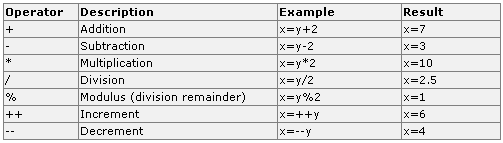 Operator Description Example Result
+ Addition x=y+2 x=7
- Subtraction x=y-2 x=3
* Multiplication x=y*2 x=10
/ Division x=y/2 x=2.5
% Modulus (division remainder) x=y%2 x=1
++ Increment x=++y x=6
-- Decrement x=--y x=4